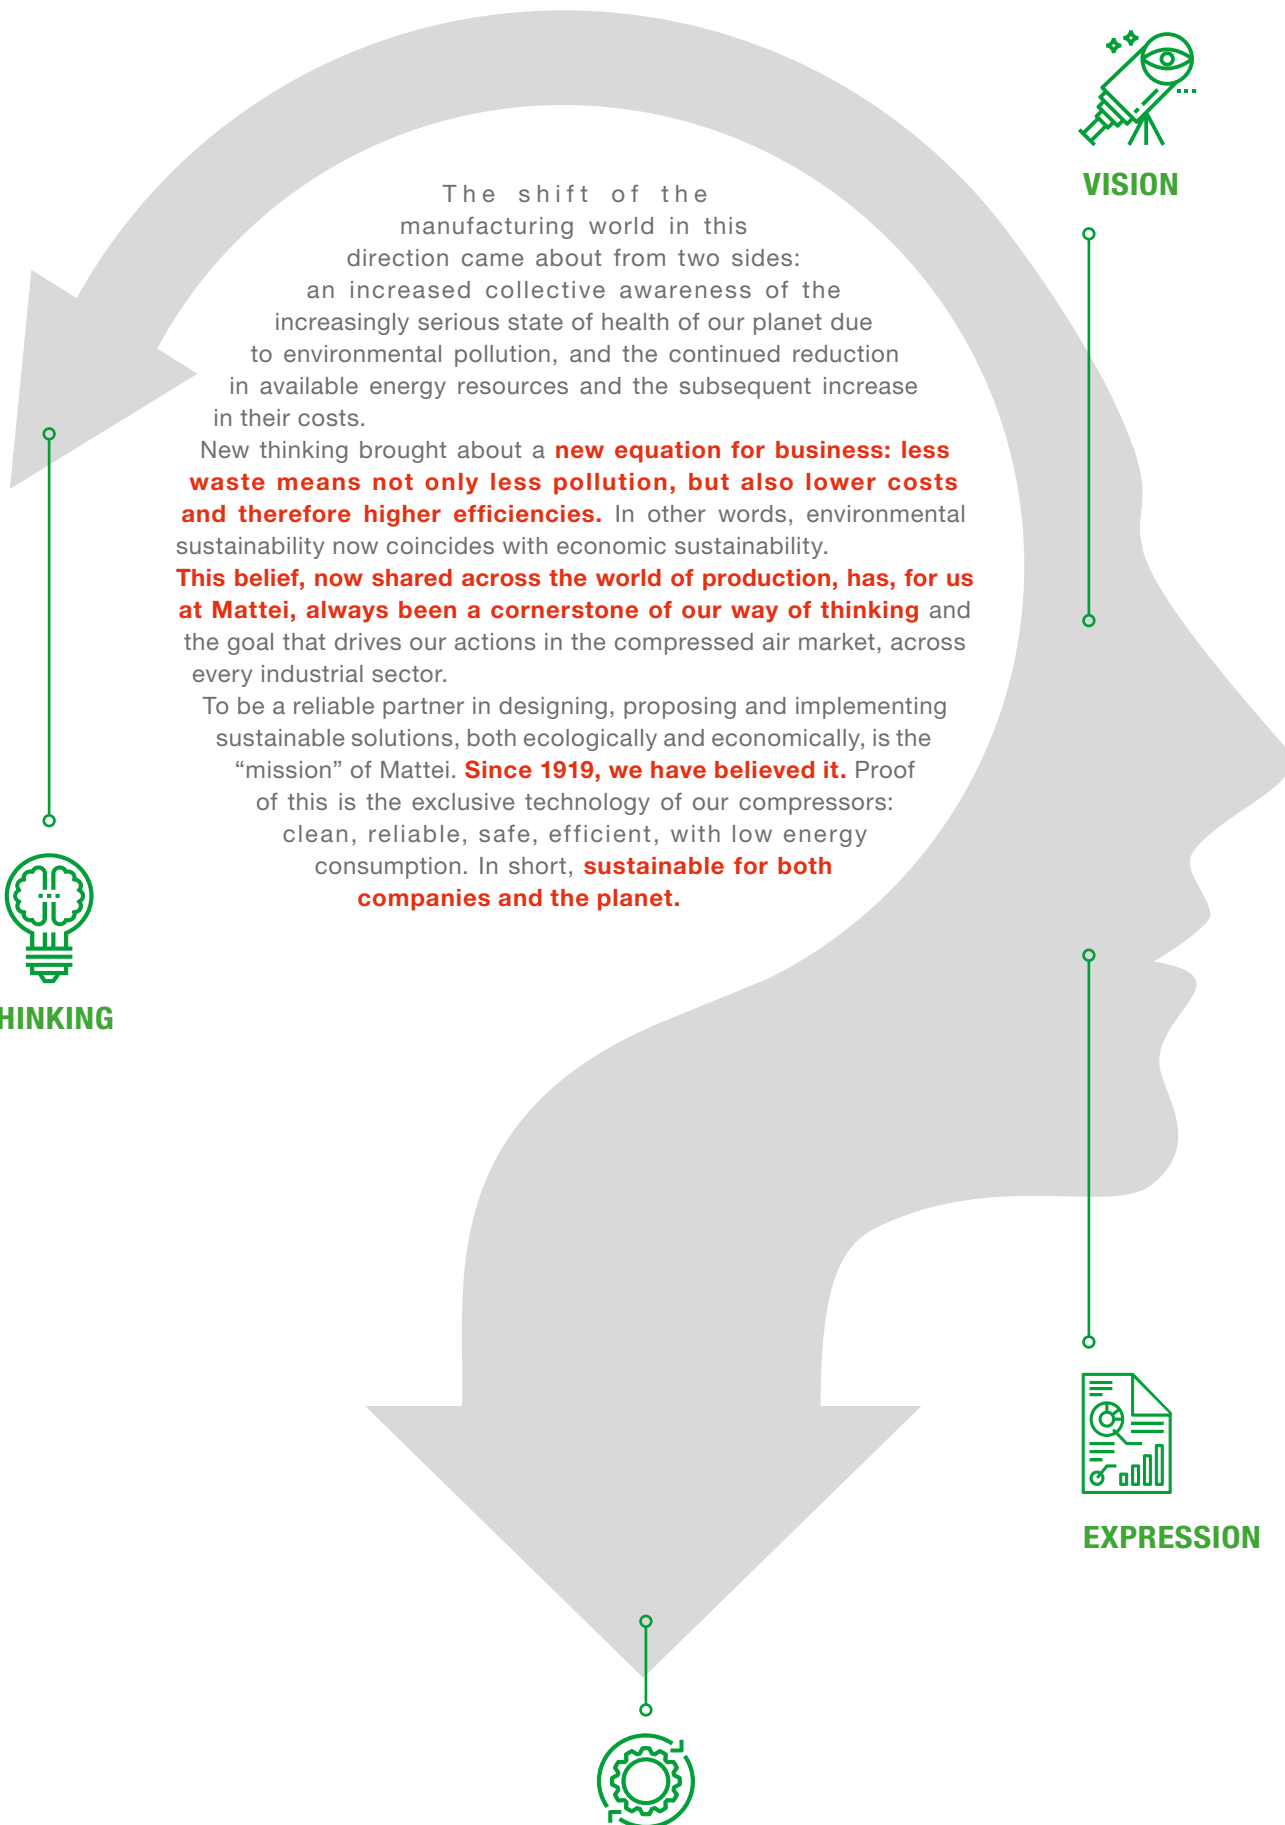 VISION
The shift of the
manufacturing world in this
direction came about from two sides:
an increased collective awareness of the
increasingly serious state of health of our planet due
to environmental pollution, and the continued reduction
in available energy resources and the subsequent increase
in their costs.
New thinking brought about a new equation for business: less
waste means not only less pollution, but also lower costs
and therefore higher efficiencies. In other words, environmental
sustainability now coincides with economic sustainability.
This belief, now shared across the world of production, has, for us
at Mattei, always been a cornerstone of our way of thinking and
the goal that drives our actions in the compressed air market, across
every industrial sector.
To be a reliable partner in designing, proposing and implementing
sustainable solutions, both ecologically and economically, is the
“mission” of Mattei. Since 1919, we have believed it. Proof
of this is the exclusive technology of our compressors:
clean, reliable, safe, efficient, with low energy
consumption. In short, sustainable for both
companies and the planet.
HINKING
EXPRESSION